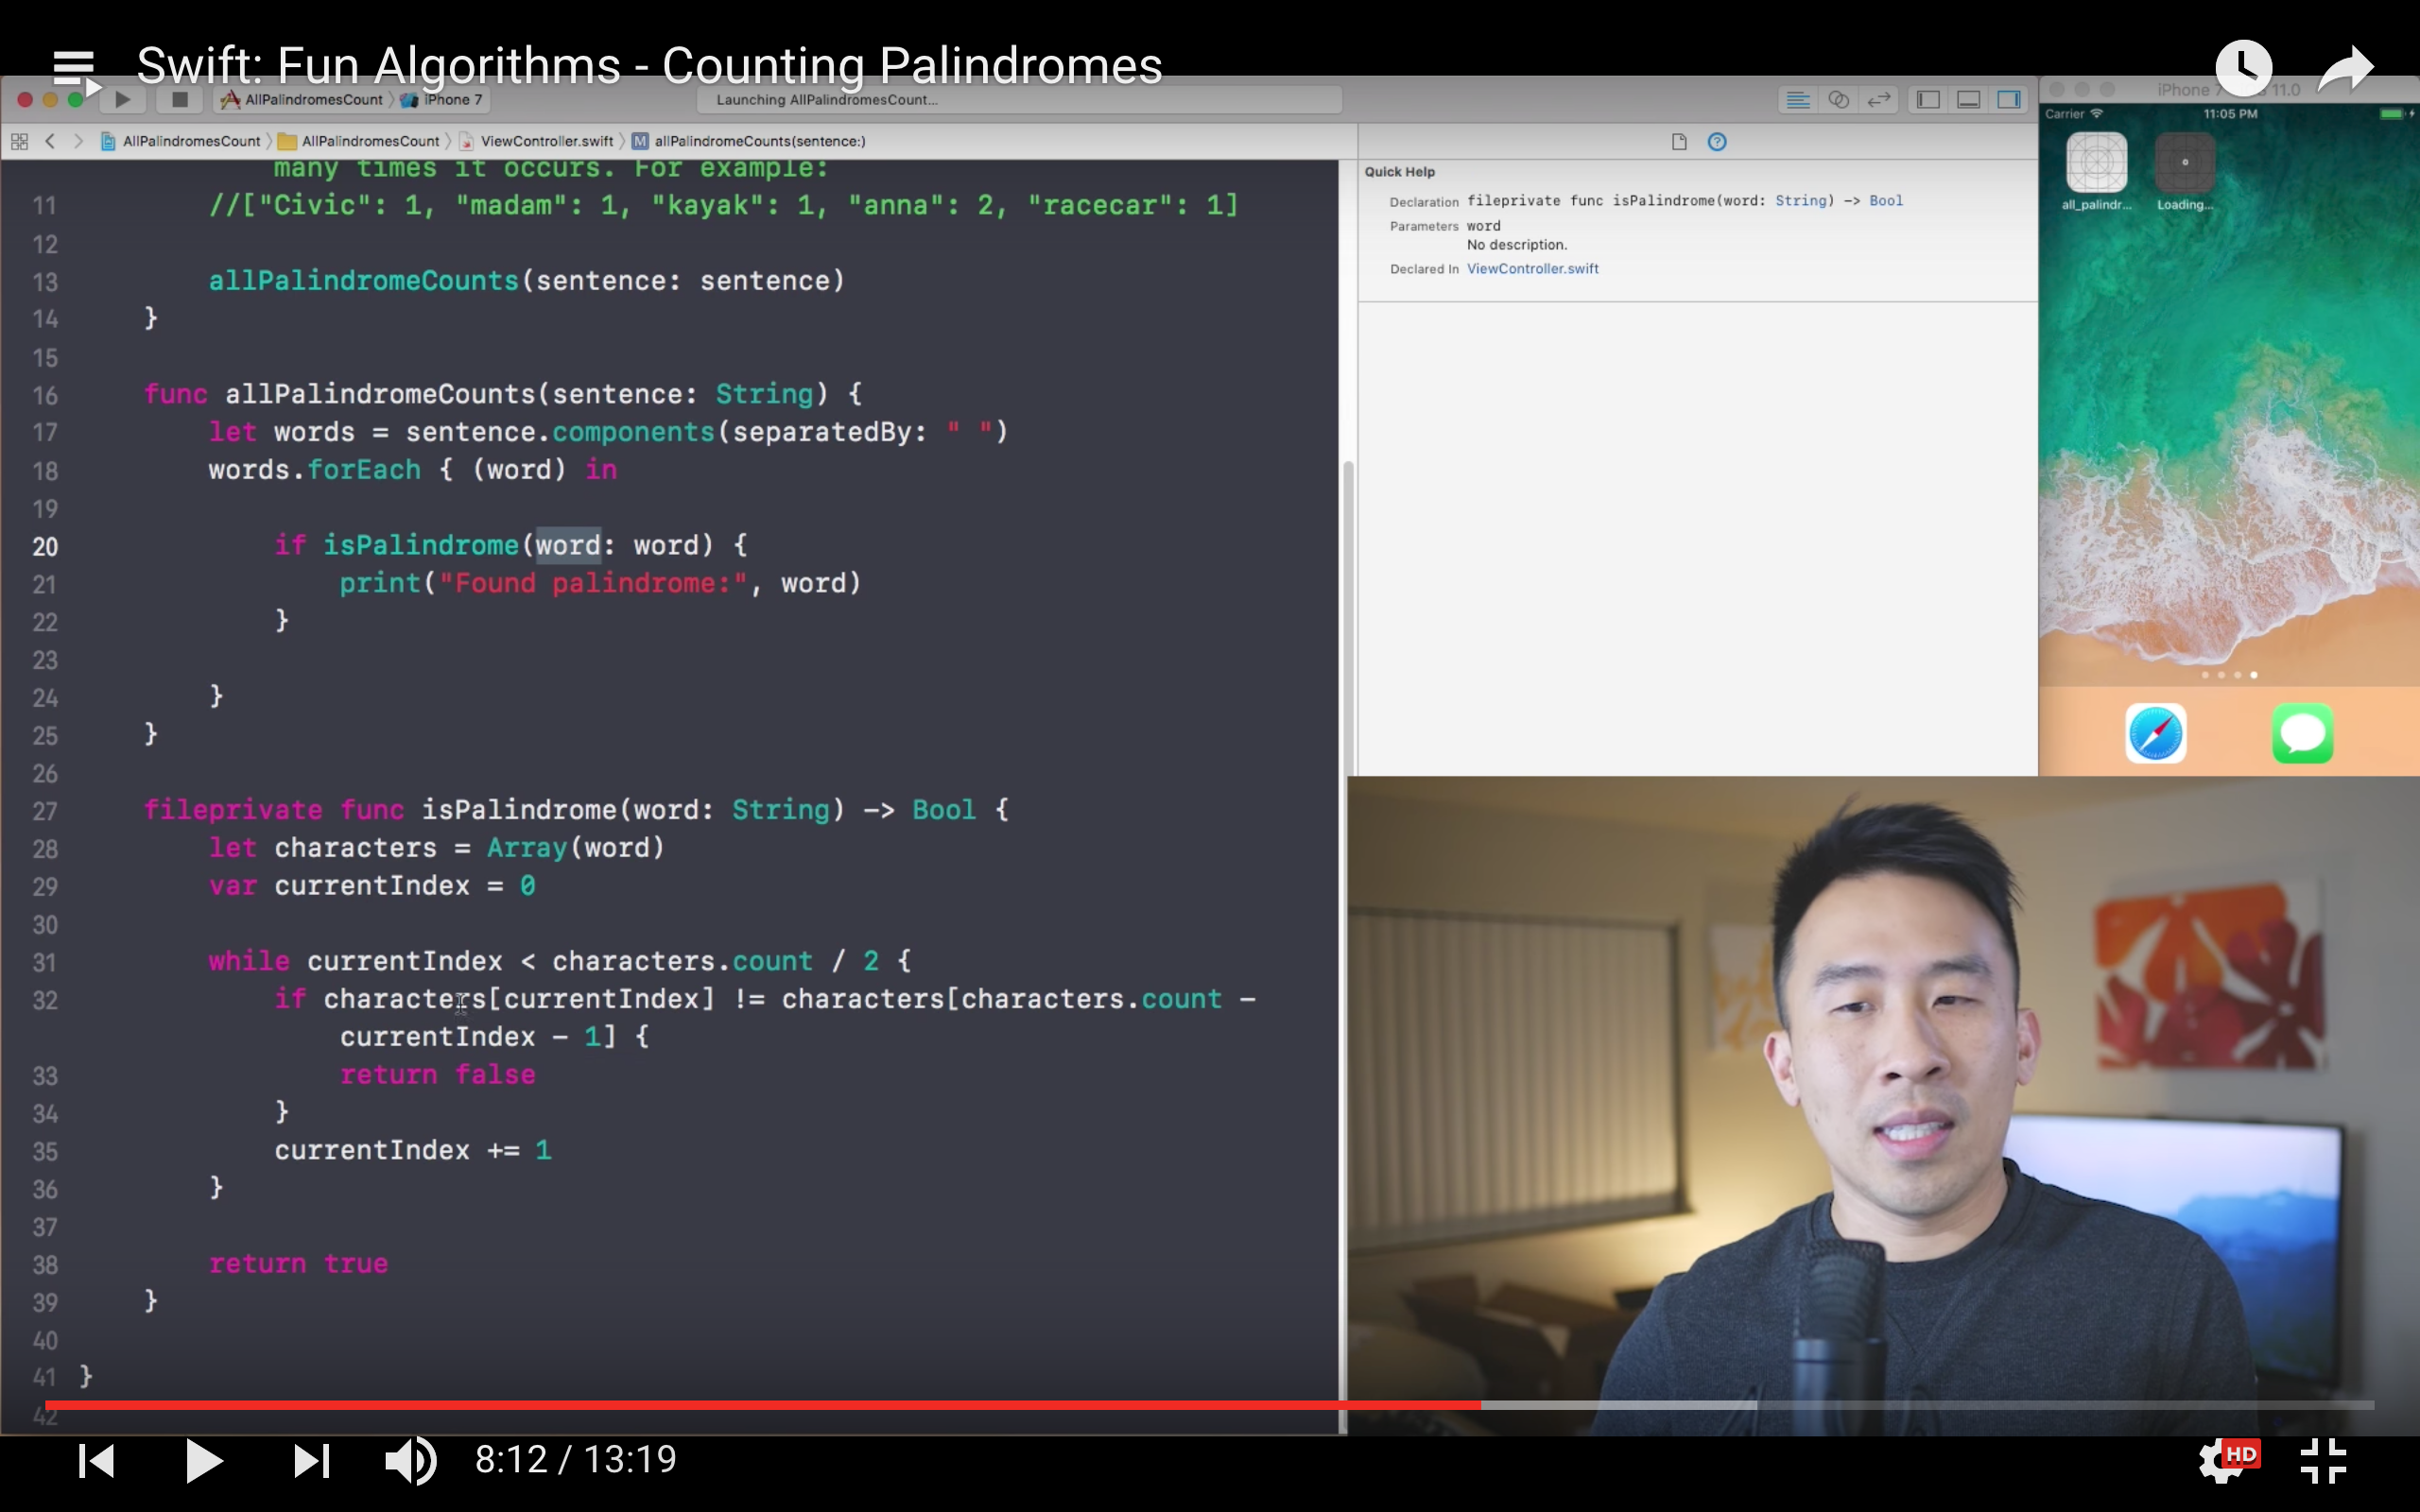 Swift: Fun Algorithms - Counting Palindromes
AllPalindromesCount iPhone 7
Launching AllPalindromesCount...
AllPalindromesCount AllPalindromesCount ViewController.swift M allPalindromeCounts(sentence:)
many times it occurs. For example:
11 //["Civic": 1, "madam": 1, "kayak": 1, "anna": 2, "racecar": 1]
12
13 allPalindromeCounts(sentence: sentence)
14 }
15
16 func allPalindromeCounts(sentence: String) {
17 let words = sentence.components(separatedBy: " ")
18 words.forEach { (word) in
19
20 if isPalindrome(word: word) {
21 print("Found palindrome:", word)
22 }
23
24 }
25 }
26
27 fileprivate func isPalindrome(word: String) -> Bool {
28 let characters = Array(word)
29 var currentIndex = 0
30
31 while currentIndex < characters.count / 2 {
32 if characters[currentIndex] != characters[characters.count -
currentIndex - 1] {
33 return false
34 }
35 currentIndex += 1
36 }
37
38 return true
39 }
40
41 }
42
Quick Help
Declaration fileprivate func isPalindrome(word: String) -> Bool
Parameters word
No description.
Declared In ViewController.swift
iPhone 7 11.0
Carrier 11:05 PM
all_palindr... Loading...
8:12 / 13:19
HD